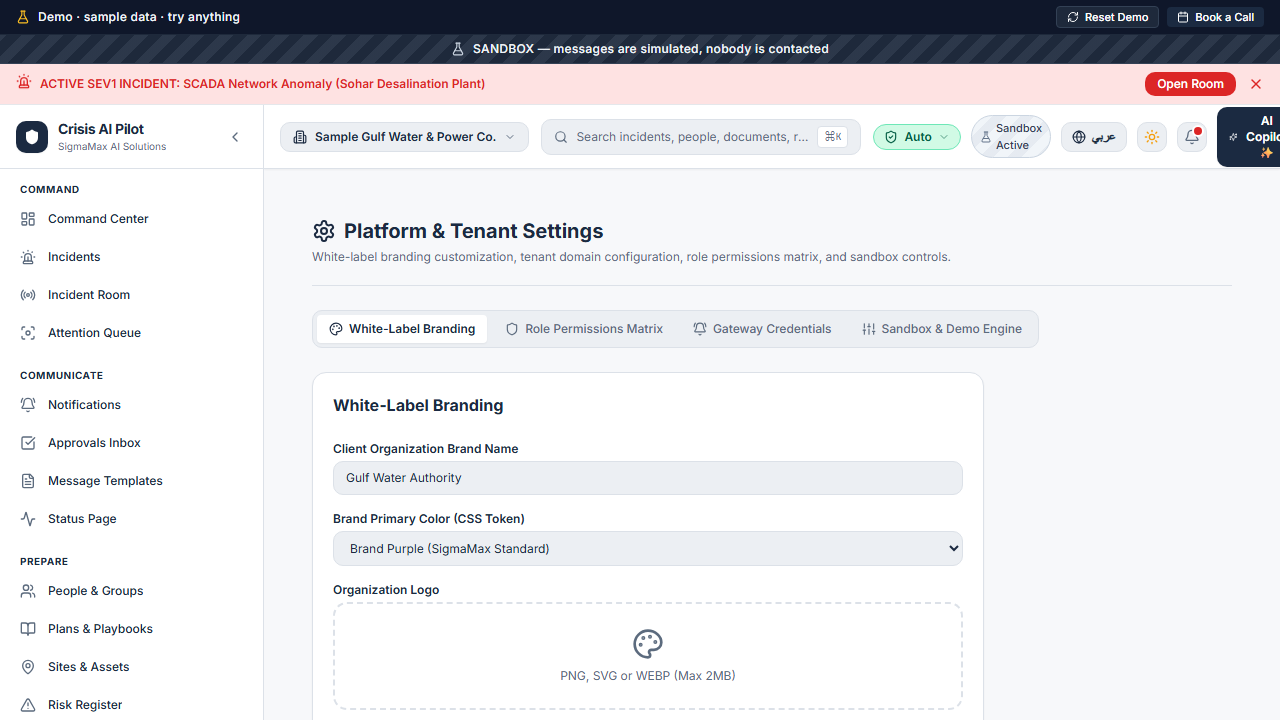 Demo · sample data · try anything
Reset Demo
Book a Call
SANDBOX — messages are simulated, nobody is contacted
ACTIVE SEV1 INCIDENT: SCADA Network Anomaly (Sohar Desalination Plant)
Open Room
Crisis AI Pilot
SigmaMax AI Solutions
Sample Gulf Water & Power Co.
Search incidents, people, documents, r...
⌘K
Auto
Sandbox
Active
عربي
AI
Copilo
COMMAND
Command Center
Incidents
Incident Room
Attention Queue
COMMUNICATE
Notifications
Approvals Inbox
Message Templates
Status Page
PREPARE
People & Groups
Plans & Playbooks
Sites & Assets
Risk Register
Platform & Tenant Settings
White-label branding customization, tenant domain configuration, role permissions matrix, and sandbox controls.
White-Label Branding
Role Permissions Matrix
Gateway Credentials
Sandbox & Demo Engine
White-Label Branding
Client Organization Brand Name
Gulf Water Authority
Brand Primary Color (CSS Token)
Brand Purple (SigmaMax Standard)
Organization Logo
PNG, SVG or WEBP (Max 2MB)